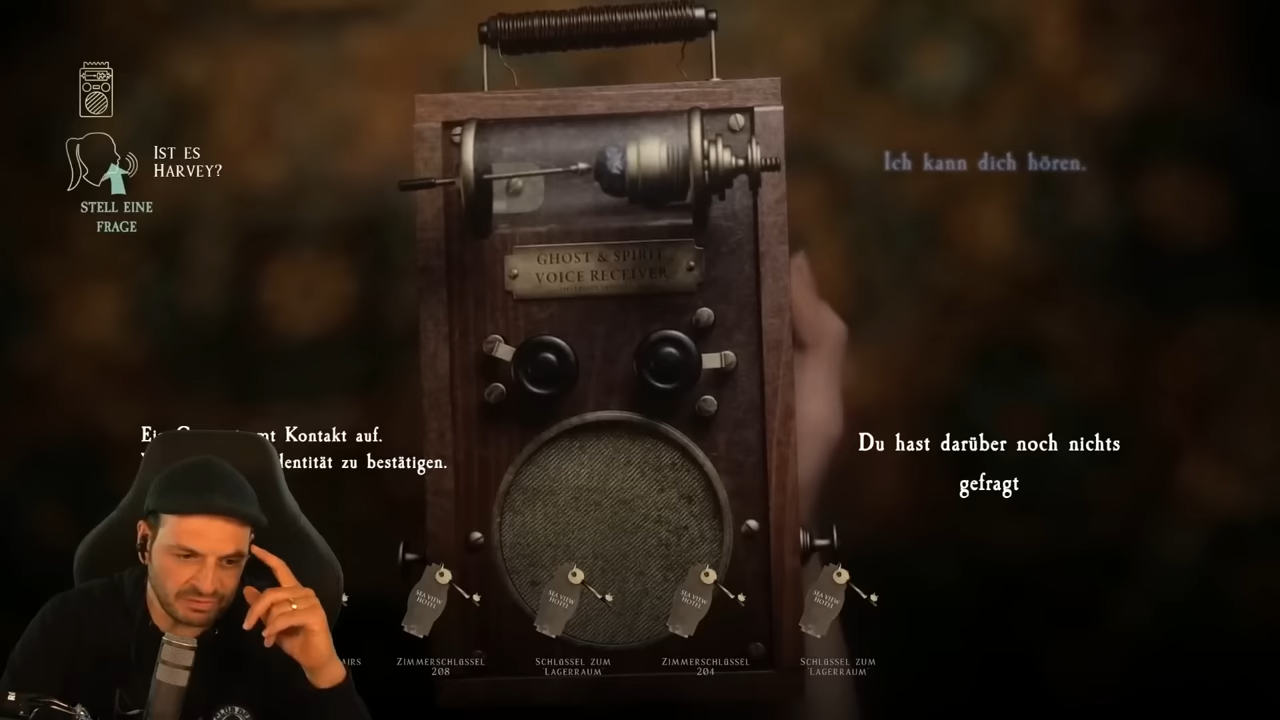 IST ES
HARVEY?
STELL EINE
FRAGE
Ich kann dich hören.
GHOST & SPIRIT
VOICE RECEIVER
Kontakt auf.
Identität zu bestätigen.
Du hast darüber noch nichts
gefragt
SEA VIEW
HOTEL
SEA VIEW
HOTEL
SEA VIEW
HOTEL
SEA VIEW
HOTEL
ZIMMERSCHLÜSSEL
208
SCHLÜSSEL ZUM
"LAGERRAUM"
ZIMMERSCHLÜSSEL
204
SCHLÜSSEL ZUM
"LAGERRAUM"